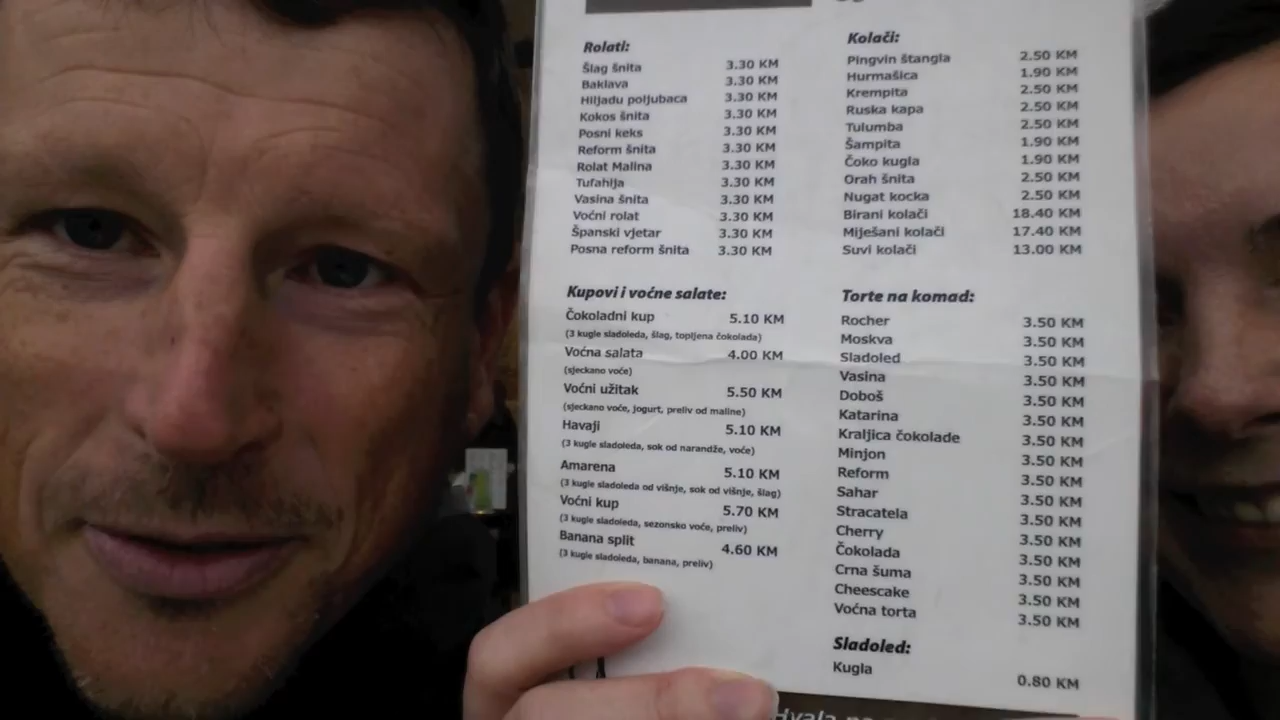 Rolati:
Šlag šnita 3.30 KM
Baklava 3.30 KM
Hiljadu poljubaca 3.30 KM
Kokos šnita 3.30 KM
Posni keks 3.30 KM
Reform šnita 3.30 KM
Rolat Malina 3.30 KM
Tufahija 3.30 KM
Vasina šnita 3.30 KM
Voćni rolat 3.30 KM
Španski vjetar 3.30 KM
Posna reform šnita 3.30 KM
Kupovi i voćne salate:
Čokoladni kup 5.10 KM
(3 kugle sladoleda, šlag, topljena čokolada)
Voćna salata 4.00 KM
(sjeckano voće)
Voćni užitak 5.50 KM
(sjeckano voće, jogurt, preliv od maline)
Havaji 5.10 KM
(3 kugle sladoleda, sok od narandže, voće)
Amarena 5.10 KM
(3 kugle sladoleda od višnje, sok od višnje, šlag)
Voćni kup 5.70 KM
(3 kugle sladoleda, sezonsko voće, preliv)
Banana split 4.60 KM
(3 kugle sladoleda, banana, preliv)
Kolači:
Pingvin štangla 2.50 KM
Hurmašica 1.90 KM
Krempita 2.50 KM
Ruska kapa 2.50 KM
Tulumba 2.50 KM
Šampita 1.90 KM
Čoko kugla 1.90 KM
Orah šnita 2.50 KM
Nugat kocka 2.50 KM
Birani kolači 18.40 KM
Miješani kolači 17.40 KM
Suvi kolači 13.00 KM
Torte na komad:
Rocher 3.50 KM
Moskva 3.50 KM
Sladoled 3.50 KM
Vasina 3.50 KM
Doboš 3.50 KM
Katarina 3.50 KM
Kraljica čokolade 3.50 KM
Minjon 3.50 KM
Reform 3.50 KM
Sahar 3.50 KM
Stracatela 3.50 KM
Cherry 3.50 KM
Čokolada 3.50 KM
Crna šuma 3.50 KM
Cheescake 3.50 KM
Voćna torta 3.50 KM
Sladoled:
Kugla 0.80 KM
Hvala